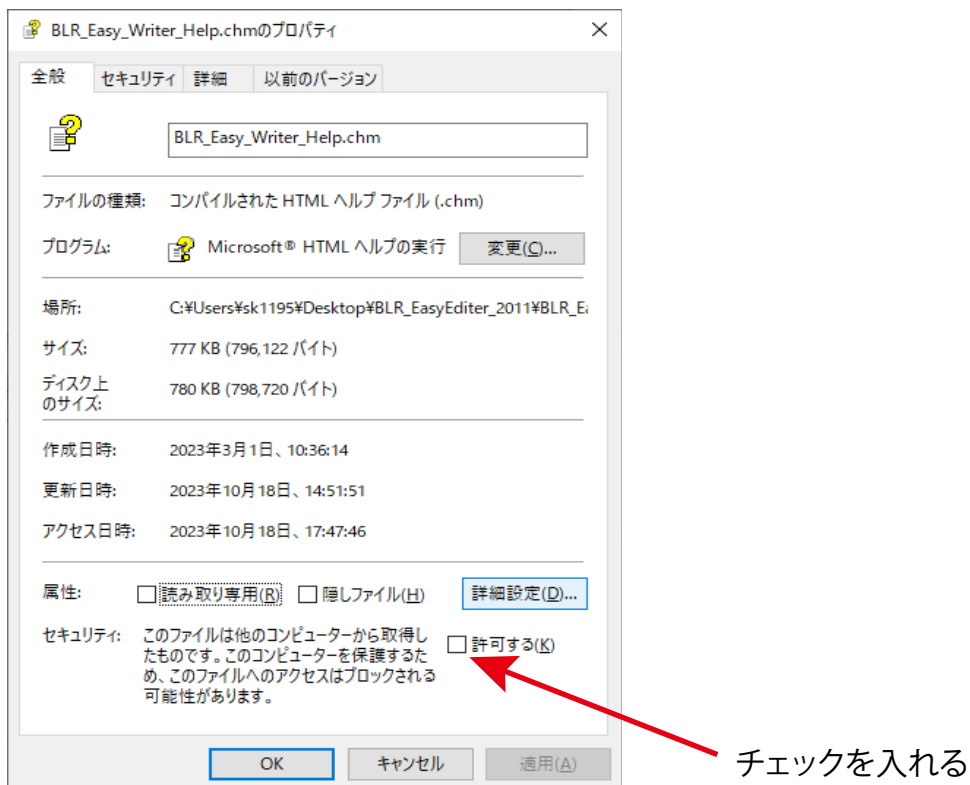 BLR_Easy_Writer_Help.chmのプロパティ
全般 セキュリティ 詳細 以前のバージョン
BLR_Easy_Writer_Help.chm
ファイルの種類: コンパイルされた HTML ヘルプ ファイル (.chm)
プログラム: Microsoft® HTML ヘルプの実行 変更(C)...
場所: C:¥Users¥sk1195¥Desktop¥BLR_EasyEditer_2011¥BLR_Ea
サイズ: 777 KB (796,122 バイト)
ディスク上
のサイズ: 780 KB (798,720 バイト)
作成日時: 2023年3月1日、10:36:14
更新日時: 2023年10月18日、14:51:51
アクセス日時: 2023年10月18日、17:47:46
属性: 読み取り専用(R) 隠しファイル(H) 詳細設定(D)...
セキュリティ: このファイルは他のコンピューターから取得し
たものです。このコンピューターを保護するた
め、このファイルへのアクセスはブロックされる
可能性があります。
許可する(K)
OK キャンセル 適用(A)
チェックを入れる